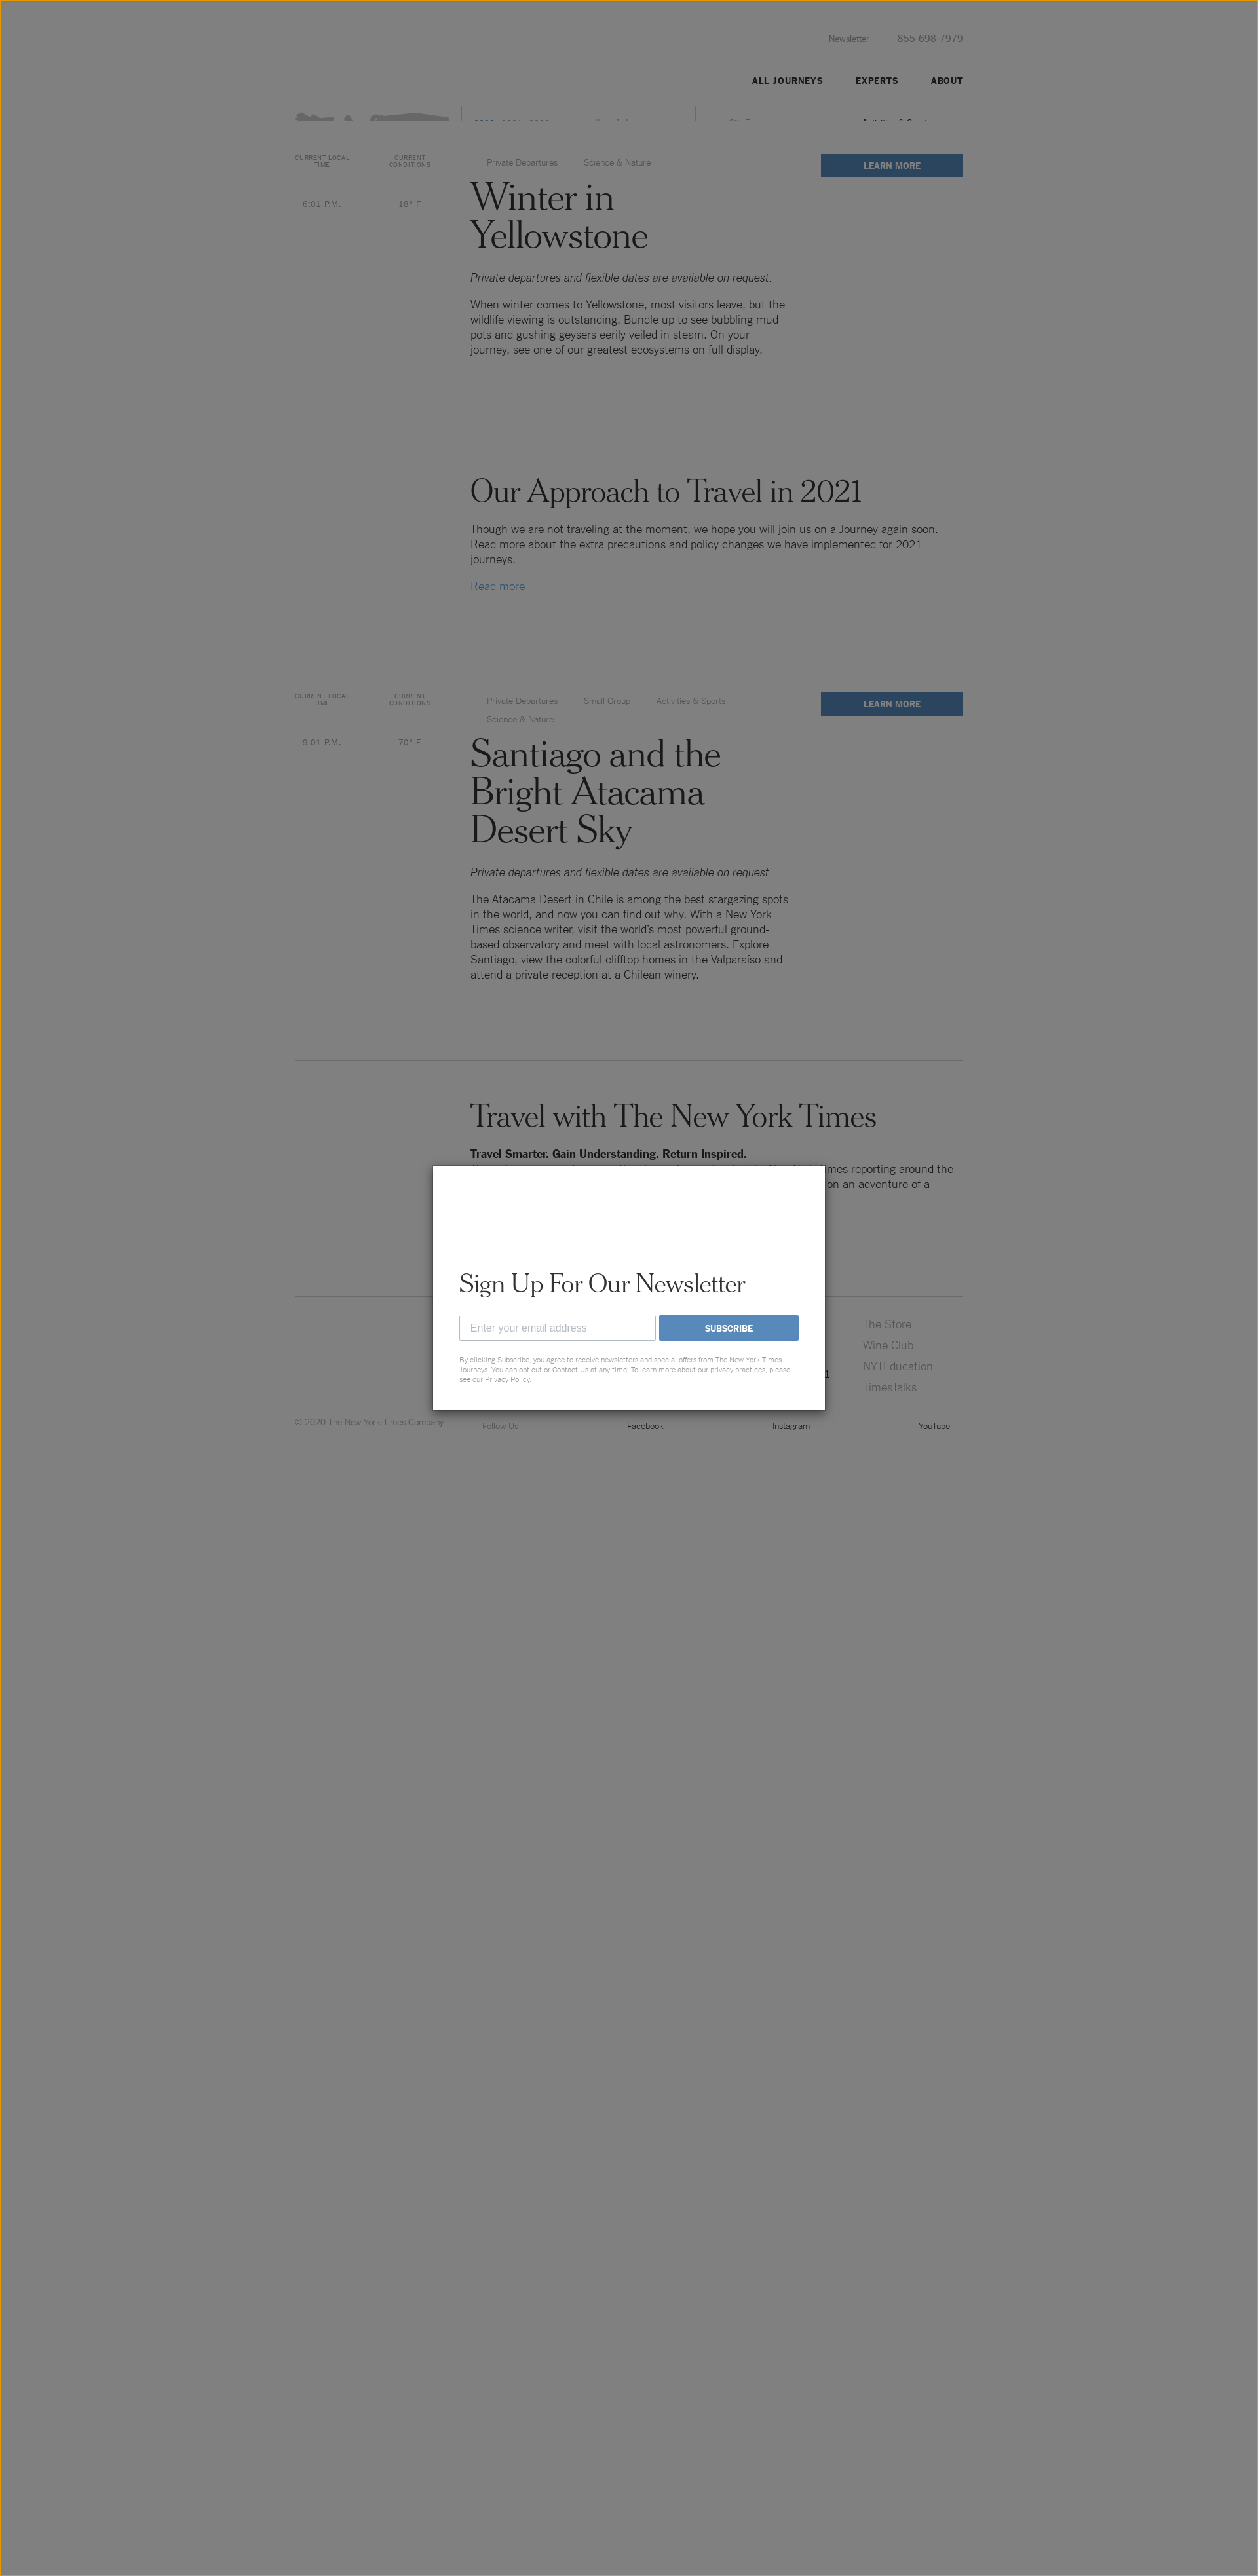 Newsletter 855-698-7979
ALL JOURNEYS EXPERTS ABOUT
CURRENT LOCAL TIME
CURRENT CONDITIONS
6:01 P.M. 18° F
Private Departures Science & Nature
LEARN MORE
Winter in
Yellowstone
Private departures and flexible dates are available on request.
When winter comes to Yellowstone, most visitors leave, but the
wildlife viewing is outstanding. Bundle up to see bubbling mud
pots and gushing geysers eerily veiled in steam. On your
journey, see one of our greatest ecosystems on full display.
Our Approach to Travel in 2021
Though we are not traveling at the moment, we hope you will join us on a Journey again soon.
Read more about the extra precautions and policy changes we have implemented for 2021
journeys.
Read more
CURRENT LOCAL TIME
CURRENT CONDITIONS
9:01 P.M. 70° F
Private Departures Small Group Activities & Sports
Science & Nature
LEARN MORE
Santiago and the
Bright Atacama
Desert Sky
Private departures and flexible dates are available on request.
The Atacama Desert in Chile is among the best stargazing spots
in the world, and now you can find out why. With a New York
Times science writer, visit the world's most powerful ground-
based observatory and meet with local astronomers. Explore
Santiago, view the colorful clifftop homes in the Valparaíso and
attend a private reception at a Chilean winery.
Travel with The New York Times
Travel Smarter. Gain Understanding. Return Inspired.
Times reporting around the
on an adventure of a
Sign Up For Our Newsletter
Enter your email address SUBSCRIBE
By clicking Subscribe, you agree to receive newsletters and special offers from The New York Times
Journeys. You can opt out or Contact Us at any time. To learn more about our privacy practices, please
see our Privacy Policy.
The Store
Wine Club
NYTEducation
TimesTalks
© 2020 The New York Times Company
Follow Us Facebook Instagram YouTube